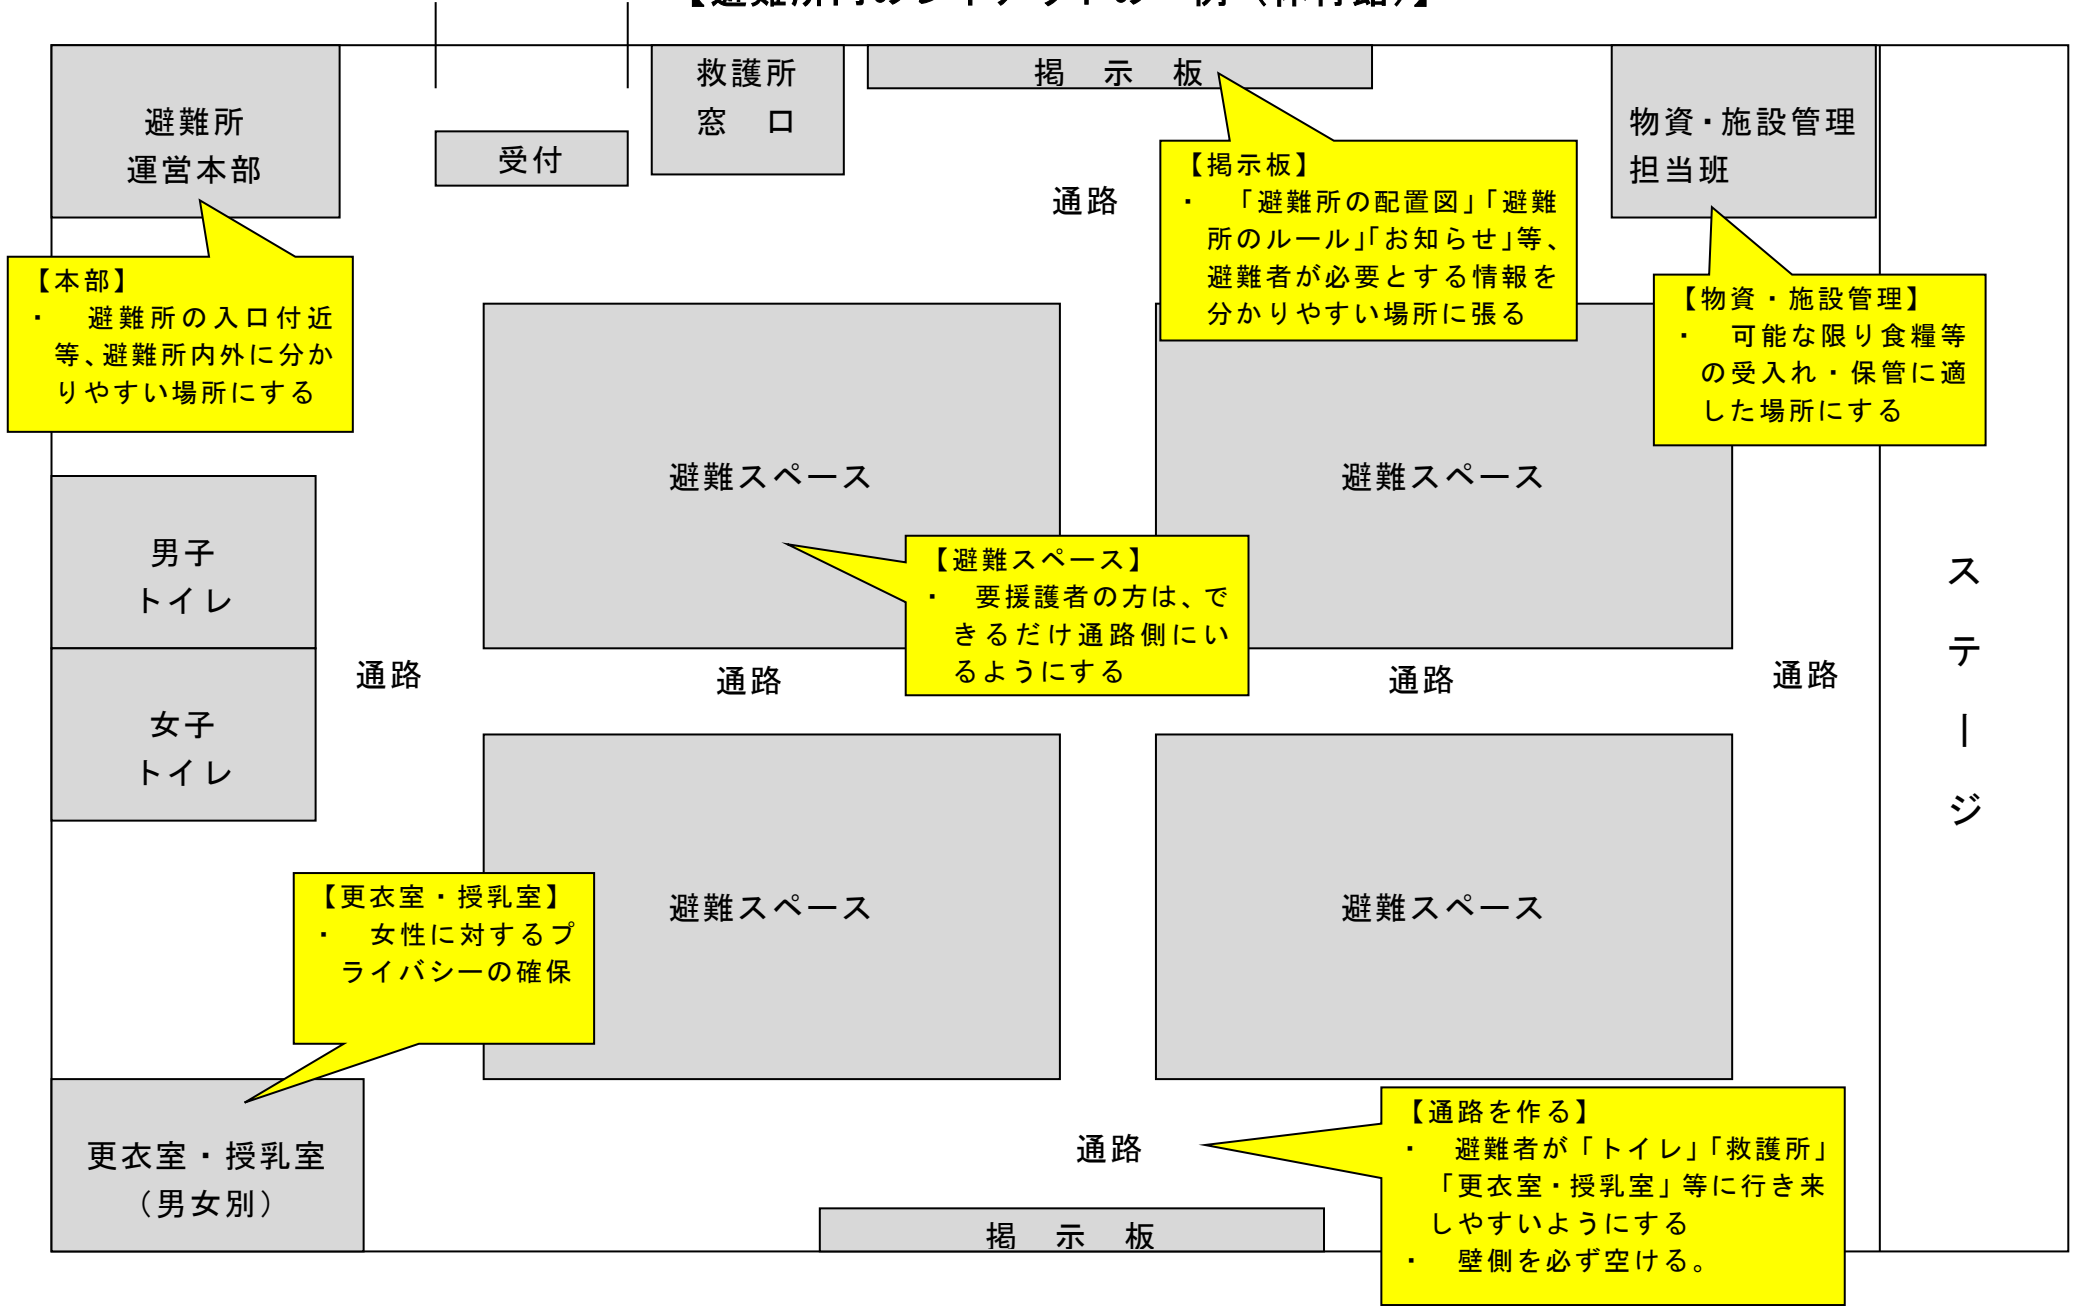 避難所
運営本部
受付
救護所
窓　口
掲　示　板
物資・施設管理
担当班
通路
【掲示板】
・　「避難所の配置図」「避難
所のルール」「お知らせ」等、
避難者が必要とする情報を
分かりやすい場所に張る
【本部】
・　避難所の入口付近
等、避難所内外に分か
りやすい場所にする
【物資・施設管理】
・　可能な限り食糧等
の受入れ・保管に適
した場所にする
避難スペース
避難スペース
男子
トイレ
【避難スペース】
・　要援護者の方は、で
きるだけ通路側にい
るようにする
ステージ
女子
トイレ
通路
通路
通路
通路
【更衣室・授乳室】
・　女性に対するプ
ライバシーの確保
避難スペース
避難スペース
更衣室・授乳室
（男女別）
通路
【通路を作る】
・　避難者が「トイレ」「救護所」
「更衣室・授乳室」等に行き来
しやすいようにする
・　壁側を必ず空ける。
掲　示　板